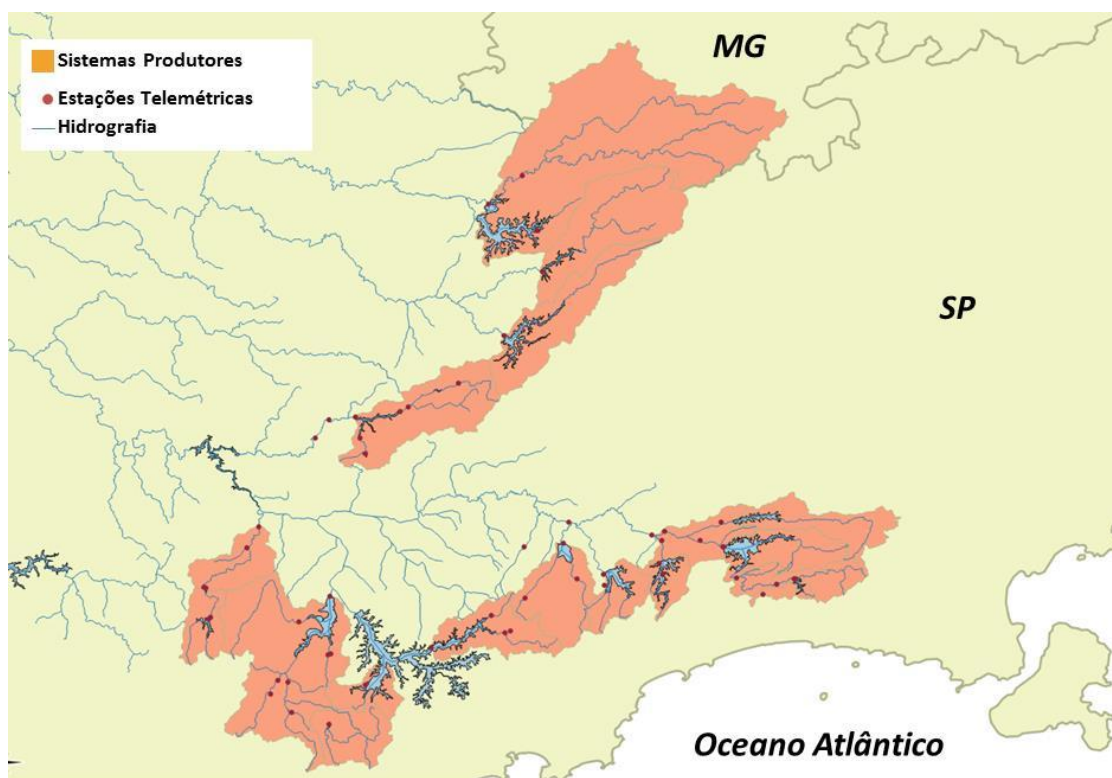 MG
Sistemas Produtores
Estações Telemétricas
Hidrografia
SP
Oceano Atlântico